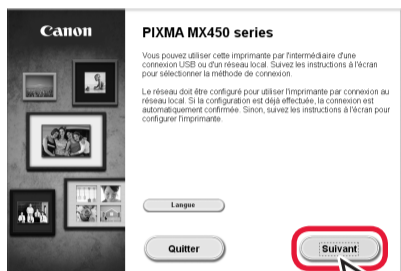 Canon
PIXMA MX450 series
Vous pouvez utiliser cette imprimante par l'intermédiaire d'une
connexion USB ou d'un réseau local. Suivez les instructions à l'écran
pour sélectionner la méthode de connexion.
Le réseau doit être configuré pour utiliser l'imprimante par connexion au
réseau local. Si la configuration est déjà effectuée, la connexion est
automatiquement confirmée. Sinon, suivez les instructions à l'écran pour
configurer l'imprimante.
Langue
Quitter
Suivant